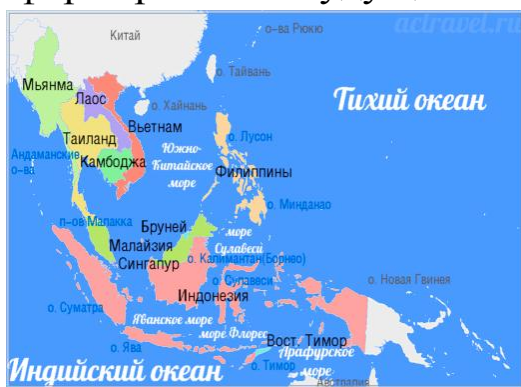 actravel.ru
Китай
о-ва Рюкю
о. Тайвань
Мьянма
Лаос
о. Хайнань
Тихий океан
Вьетнам
Таиланд
о. Лусон
Южно-
Китайское
море
Андаманские
о-ва
Камбоджа
Филиппины
о. Минданао
п-ов Малакка
Бруней
море
Сулавеси
Малайзия
о. Калимантан(Борнео)
Сингапур
о. Сулавеси
о. Новая Гвинея
Индонезия
о. Суматра
Яванское море
море Флорес
Вост. Тимор
о. Ява
Арафурское
море
о. Тимор
Индийский океан
Австралия